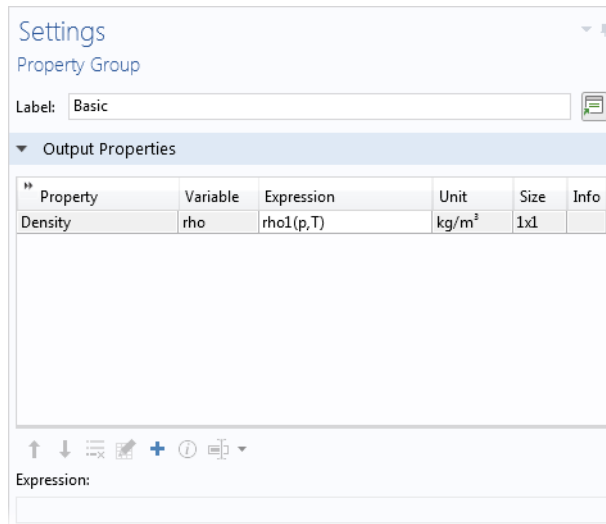 Settings
Property Group
Label: Basic
Output Properties
Property Variable Expression Unit Size Info
Density rho rho1(p,T) kg/m³ 1x1
Expression: